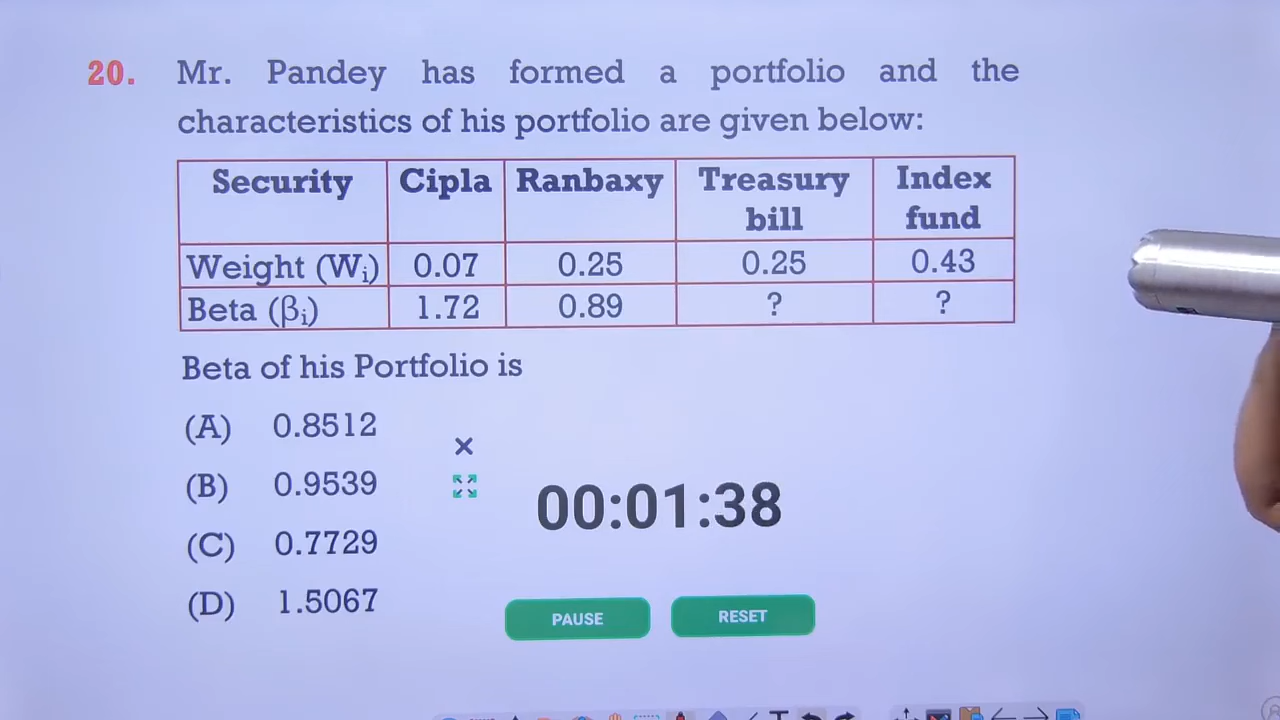 20. Mr. Pandey has formed a portfolio and the
characteristics of his portfolio are given below:
Security Cipla Ranbaxy Treasury bill Index fund
Weight (Wi) 0.07 0.25 0.25 0.43
Beta (βi) 1.72 0.89 ? ?
Beta of his Portfolio is
(A) 0.8512
(B) 0.9539
(C) 0.7729
(D) 1.5067
00:01:38
PAUSE RESET